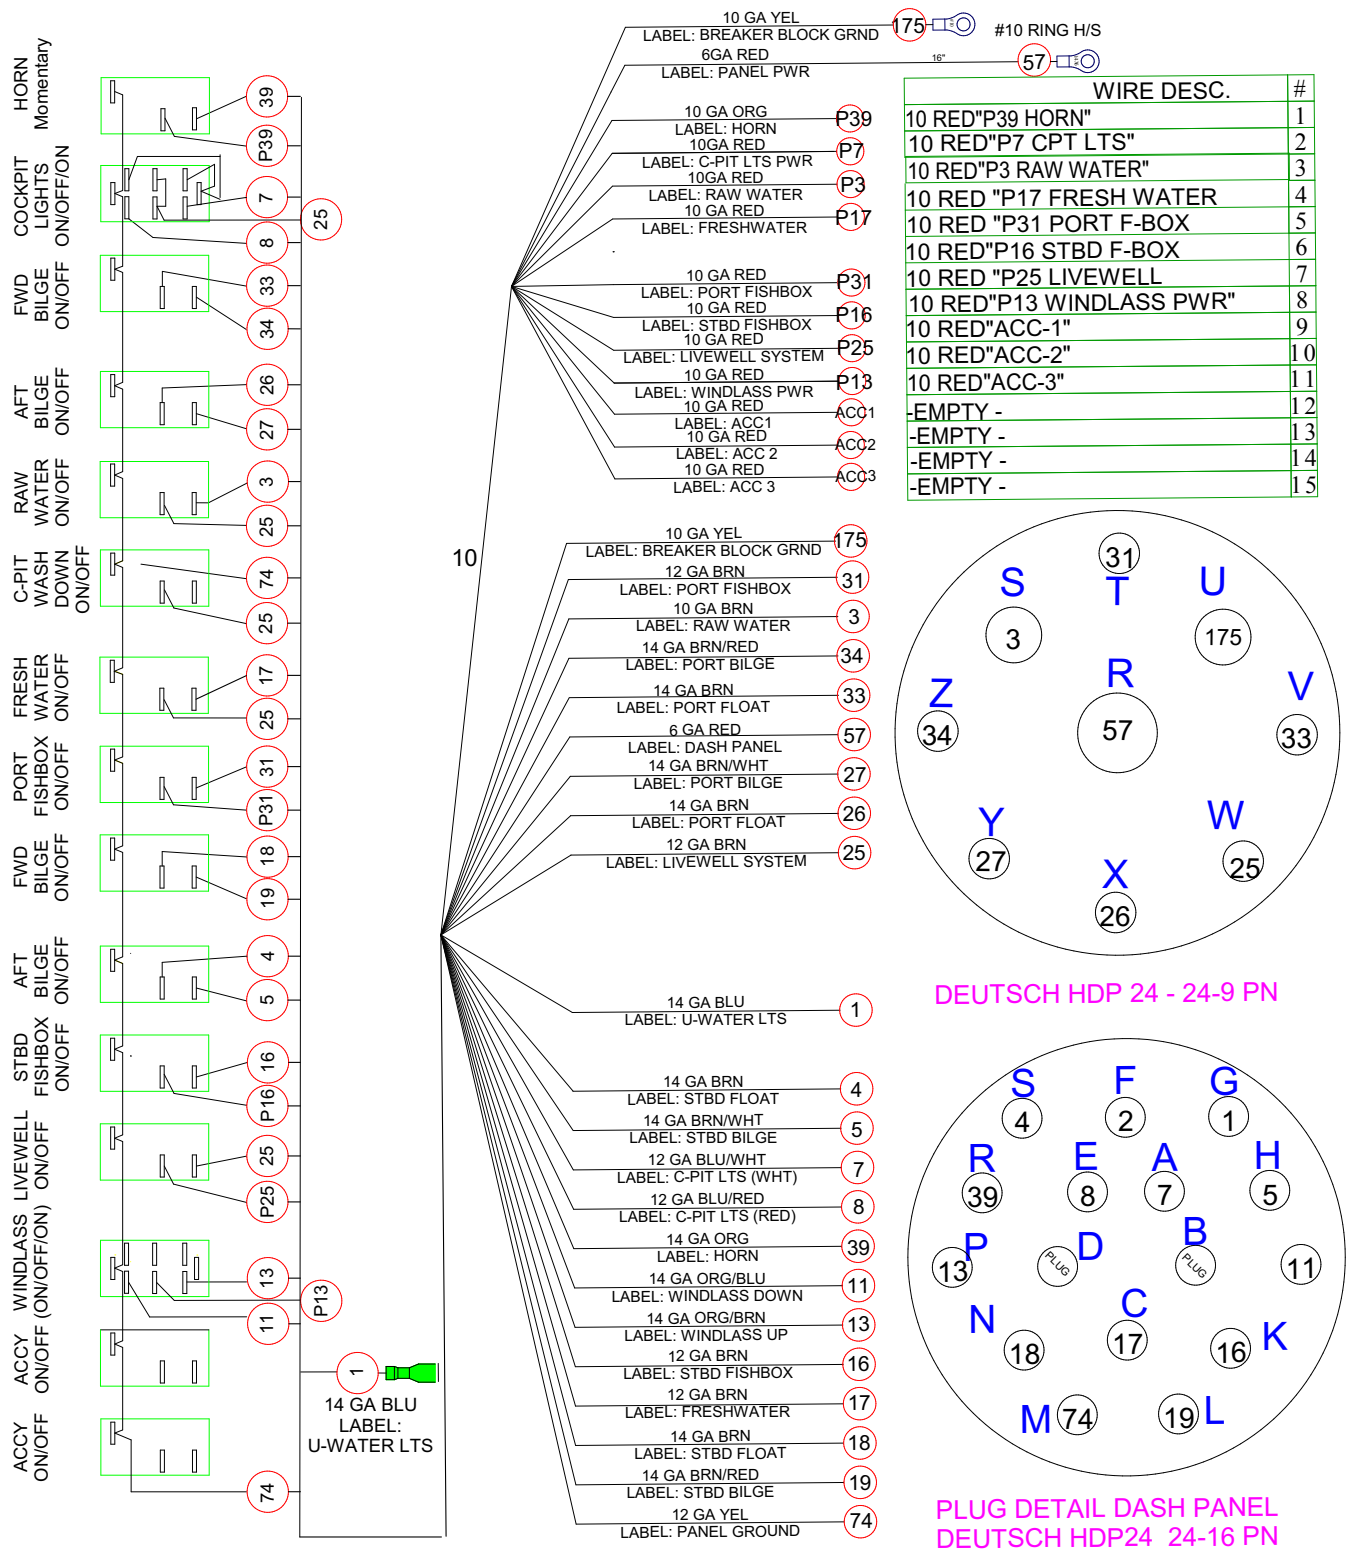 HORN
Momentary
39
P39
COCKPIT
LIGHTS
ON/OFF/ON
7
25
8
FWD
BILGE
ON/OFF
33
34
AFT
BILGE
ON/OFF
26
27
RAW
WATER
ON/OFF
3
25
C-PIT
WASH
DOWN
ON/OFF
74
25
FRESH
WATER
ON/OFF
17
25
PORT
FISHBOX
ON/OFF
31
P31
FWD
BILGE
ON/OFF
18
19
AFT
BILGE
ON/OFF
4
5
STBD
FISHBOX
ON/OFF
16
P16
LIVEWELL
ON/OFF
25
P25
WINDLASS
(ON/OFF/ON)
13
P13
11
ACCY
ON/OFF
ACCY
ON/OFF
74
1
14 GA BLU
LABEL:
U-WATER LTS
10
10 GA YEL
LABEL: BREAKER BLOCK GRND
175
#10 RING H/S
6GA RED
16"
LABEL: PANEL PWR
57
10 GA ORG
LABEL: HORN
P39
10GA RED
LABEL: C-PIT LTS PWR
P7
10GA RED
LABEL: RAW WATER
P3
10 GA RED
LABEL: FRESHWATER
P17
10 GA RED
LABEL: PORT FISHBOX
P31
10 GA RED
LABEL: STBD FISHBOX
P16
10 GA RED
LABEL: LIVEWELL SYSTEM
P25
10 GA RED
LABEL: WINDLASS PWR
P13
10 GA RED
LABEL: ACC1
ACC1
10 GA RED
LABEL: ACC 2
ACC2
10 GA RED
LABEL: ACC 3
ACC3
WIRE DESC. #
10 RED"P39 HORN" 1
10 RED"P7 CPT LTS" 2
10 RED"P3 RAW WATER" 3
10 RED "P17 FRESH WATER 4
10 RED "P31 PORT F-BOX 5
10 RED"P16 STBD F-BOX 6
10 RED "P25 LIVEWELL 7
10 RED"P13 WINDLASS PWR" 8
10 RED"ACC-1" 9
10 RED"ACC-2" 10
10 RED"ACC-3" 11
-EMPTY - 12
-EMPTY - 13
-EMPTY - 14
-EMPTY - 15
10 GA YEL
LABEL: BREAKER BLOCK GRND
175
12 GA BRN
LABEL: PORT FISHBOX
31
10 GA BRN
LABEL: RAW WATER
3
14 GA BRN/RED
LABEL: PORT BILGE
34
14 GA BRN
LABEL: PORT FLOAT
33
6 GA RED
LABEL: DASH PANEL
57
14 GA BRN/WHT
LABEL: PORT BILGE
27
14 GA BRN
LABEL: PORT FLOAT
26
12 GA BRN
LABEL: LIVEWELL SYSTEM
25
14 GA BLU
LABEL: U-WATER LTS
1
14 GA BRN
LABEL: STBD FLOAT
4
14 GA BRN/WHT
LABEL: STBD BILGE
5
12 GA BLU/WHT
LABEL: C-PIT LTS (WHT)
7
12 GA BLU/RED
LABEL: C-PIT LTS (RED)
8
14 GA ORG
LABEL: HORN
39
14 GA ORG/BLU
LABEL: WINDLASS DOWN
11
14 GA ORG/BRN
LABEL: WINDLASS UP
13
12 GA BRN
LABEL: STBD FISHBOX
16
12 GA BRN
LABEL: FRESHWATER
17
14 GA BRN
LABEL: STBD FLOAT
18
14 GA BRN/RED
LABEL: STBD BILGE
19
12 GA YEL
LABEL: PANEL GROUND
74
31
S T U
3 175
R
57
Z V
34 33
Y W
27 25
X
26
DEUTSCH HDP 24 - 24-9 PN
S F G
4 2 1
R E A H
39 8 7 5
P D B
13 PLUG PLUG 11
N C K
18 17 16
M 74 19 L
PLUG DETAIL DASH PANEL
DEUTSCH HDP24 24-16 PN